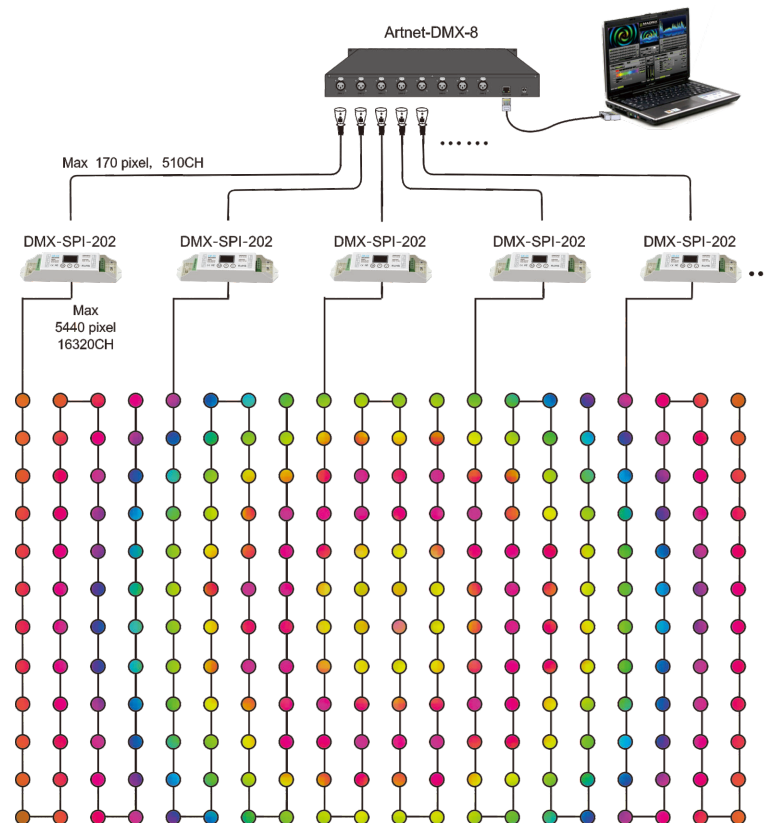 Artnet-DMX-8
Max 170 pixel, 510CH
DMX-SPI-202
DMX-SPI-202
DMX-SPI-202
DMX-SPI-202
DMX-SPI-202
Max
5440 pixel
16320CH